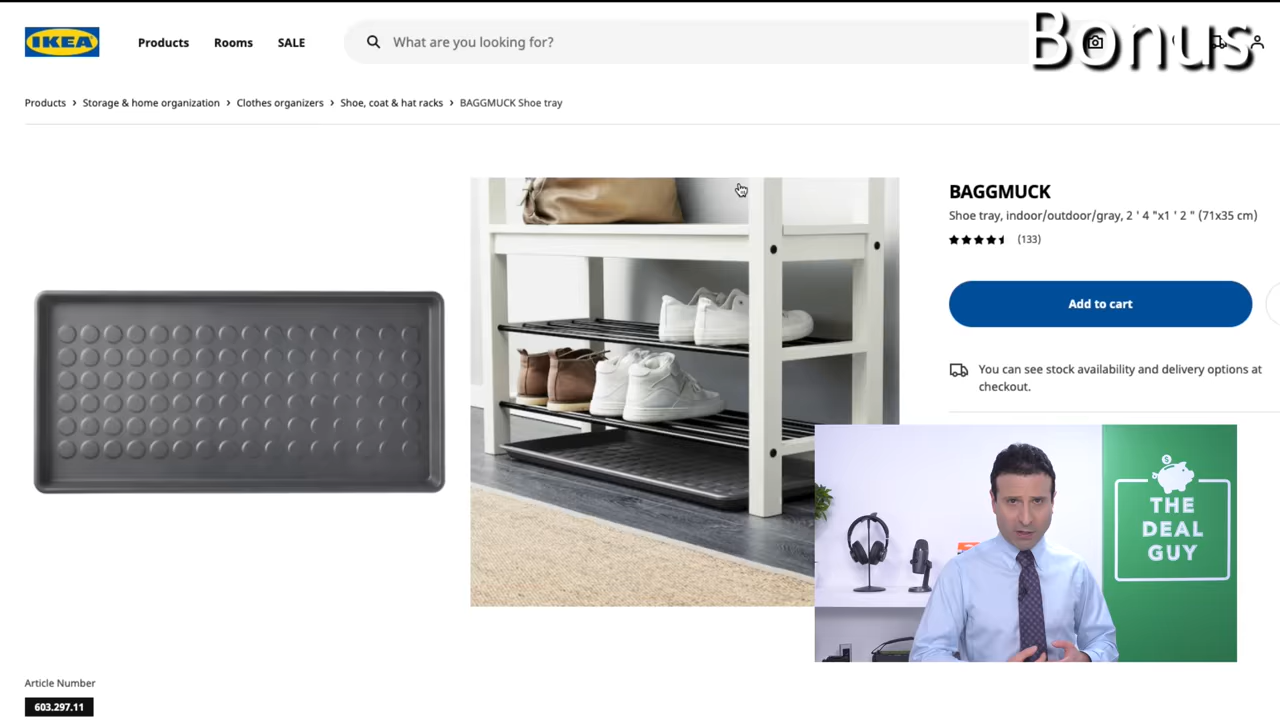 IKEA
Products
Rooms
SALE
What are you looking for?
Bonus
Products > Storage & home organization > Clothes organizers > Shoe, coat & hat racks > BAGGMUCK Shoe tray
BAGGMUCK
Shoe tray, indoor/outdoor/gray, 2 ' 4 "x1 ' 2 " (71x35 cm)
(133)
Add to cart
You can see stock availability and delivery options at
checkout.
THE
DEAL
GUY
Article Number
603.297.11